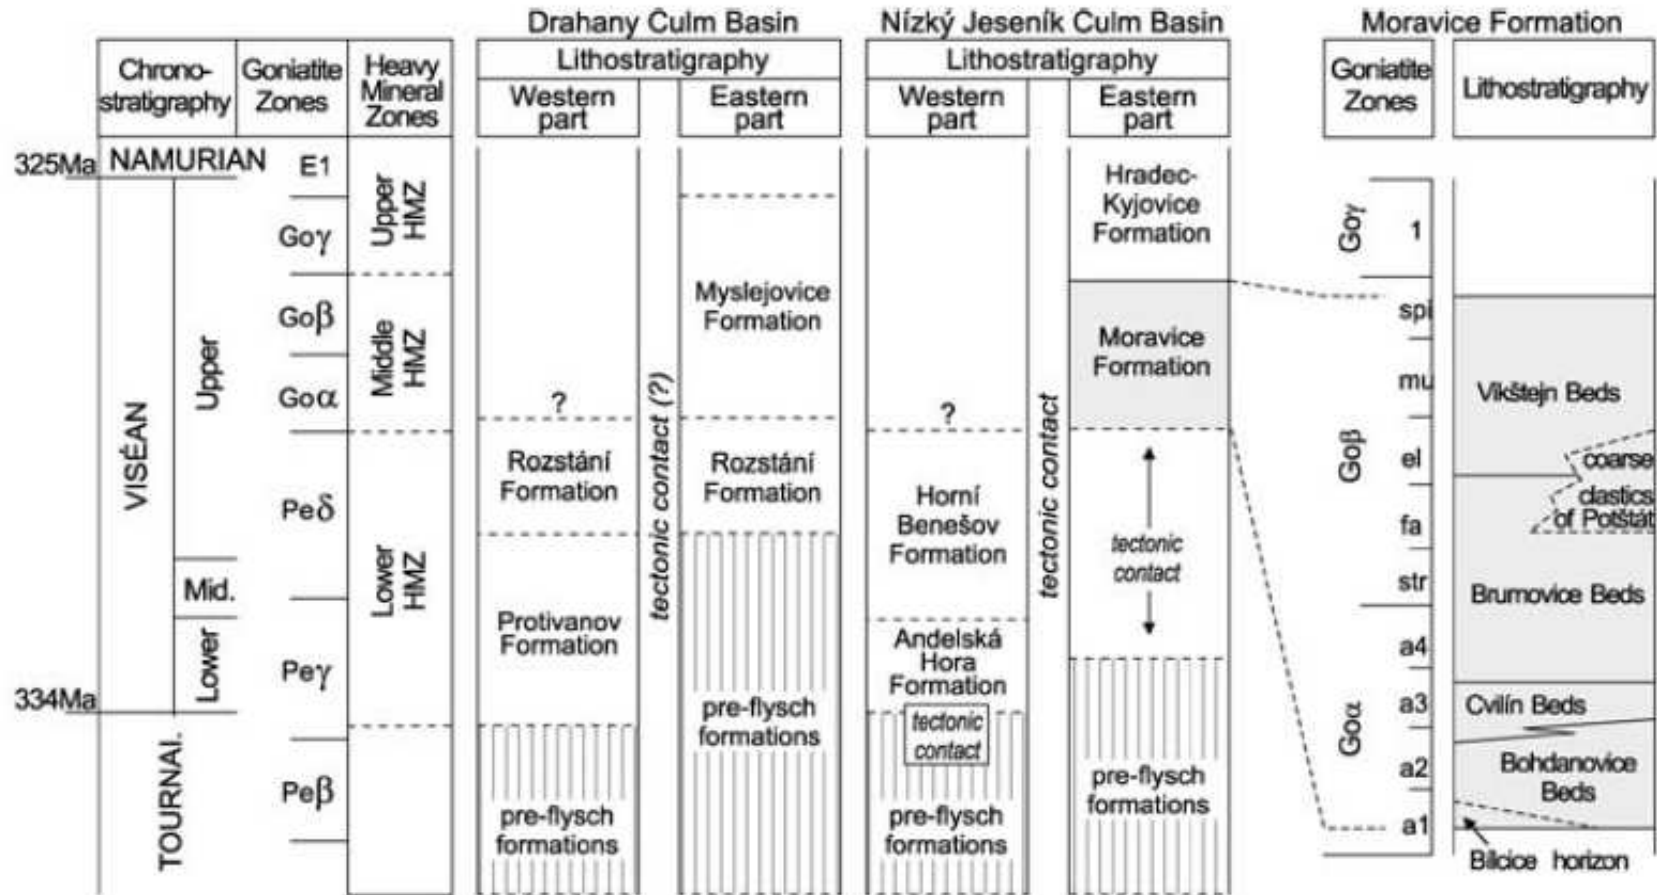 Drahany Culm Basin
Nízký Jeseník Culm Basin
Moravice Formation
Chrono-
stratigraphy
Goniatite
Zones
Heavy
Mineral
Zones
Lithostratigraphy
Western
part
Eastern
part
Lithostratigraphy
Western
part
Eastern
part
Goniatite
Zones
Lithostratigraphy
325Ma
NAMURIAN
334Ma
VISÉAN
TOURNAI.
Upper
Mid.
Lower
E1
Goγ
Goβ
Goα
Peδ
Peγ
Peβ
Upper
HMZ
Middle
HMZ
Lower
HMZ
?
Rozstání
Formation
Protivanov
Formation
pre-flysch
formations
tectonic contact (?)
Myslejovice
Formation
Rozstání
Formation
pre-flysch
formations
?
Horní
Benešov
Formation
Andelská
Hora
Formation
tectonic
contact
pre-flysch
formations
tectonic contact
Hradec-
Kyjovice
Formation
Moravice
Formation
tectonic
contact
pre-flysch
formations
Goγ
Goβ
Goα
1
spi
mu
el
fa
str
a4
a3
a2
a1
Vikštejn Beds
coarse
clastics
of Potštát
Brumovice Beds
Cvilín Beds
Bohdanovice
Beds
Bílčice horizon